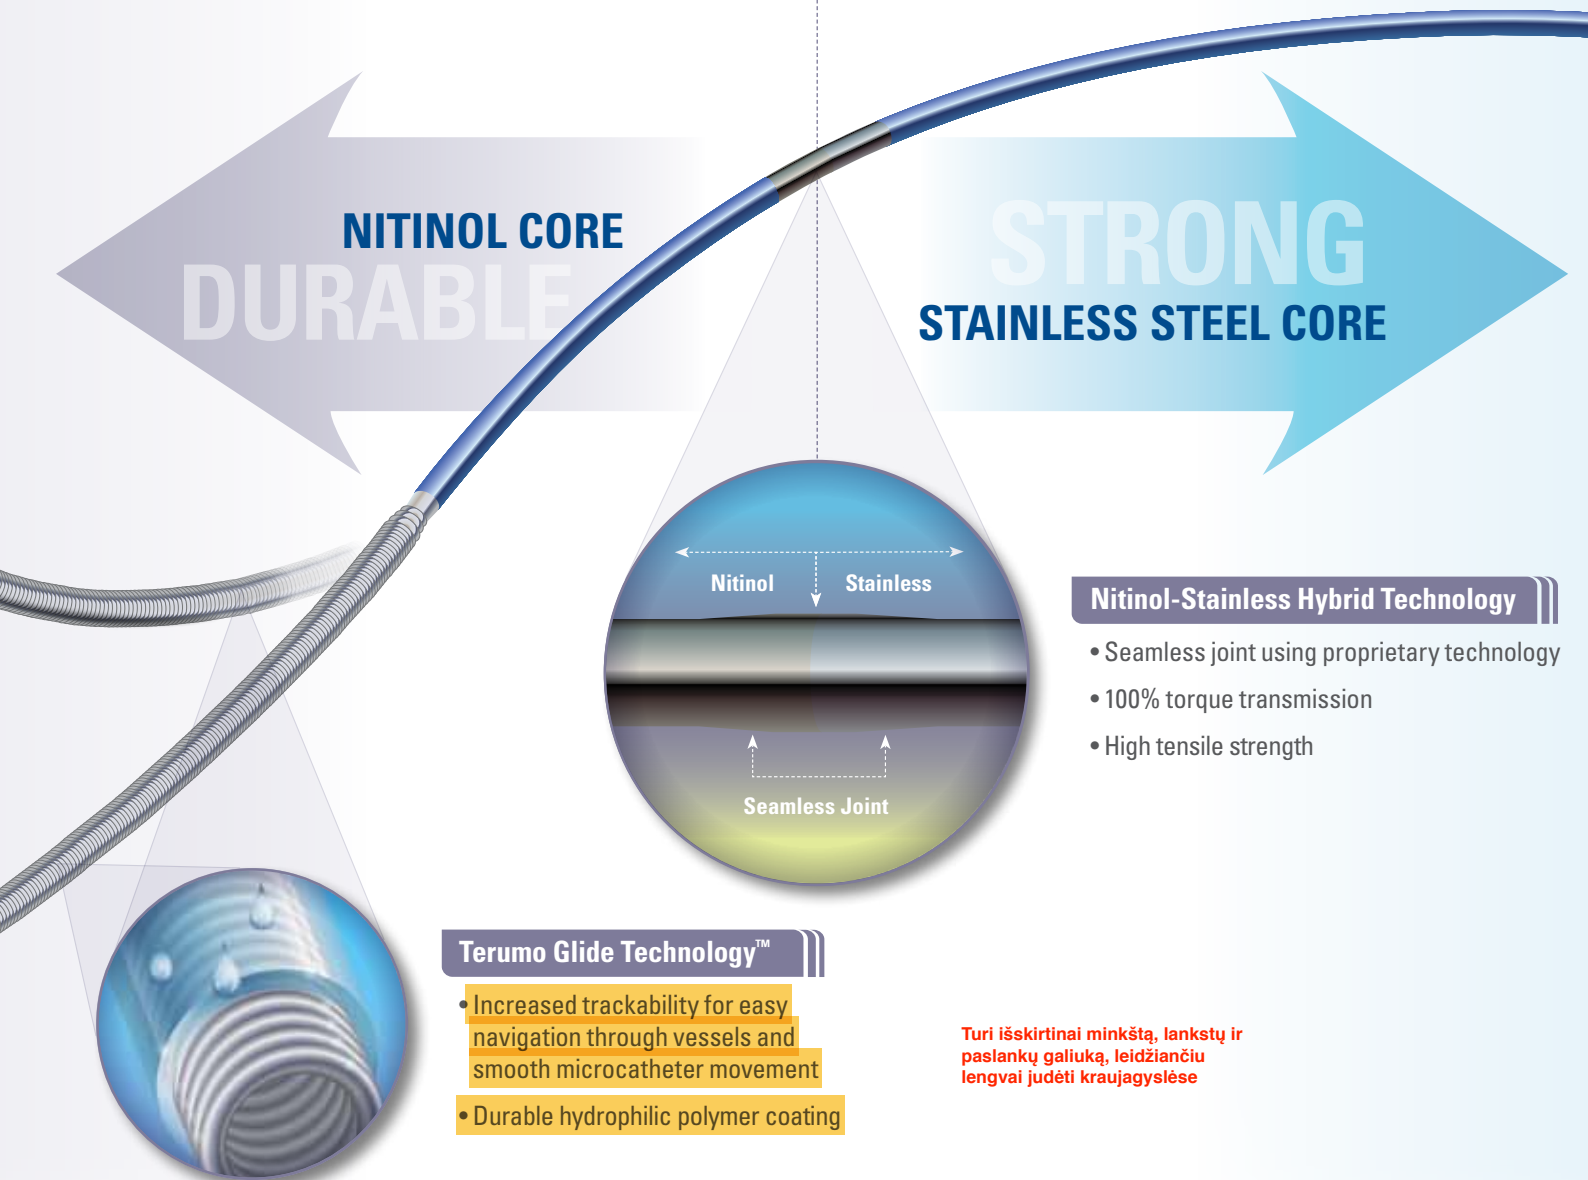 NITINOL CORE
DURABLE
STRONG
STAINLESS STEEL CORE
Nitinol
Stainless
Seamless Joint
Nitinol-Stainless Hybrid Technology
• Seamless joint using proprietary technology
• 100% torque transmission
• High tensile strength
Terumo Glide Technology™
• Increased trackability for easy
navigation through vessels and
smooth microcatheter movement
• Durable hydrophilic polymer coating
Turi išskirtinai minkštą, lankstų ir
paslankų galiuką, leidžiančiu
lengvai judėti kraujagyslėse